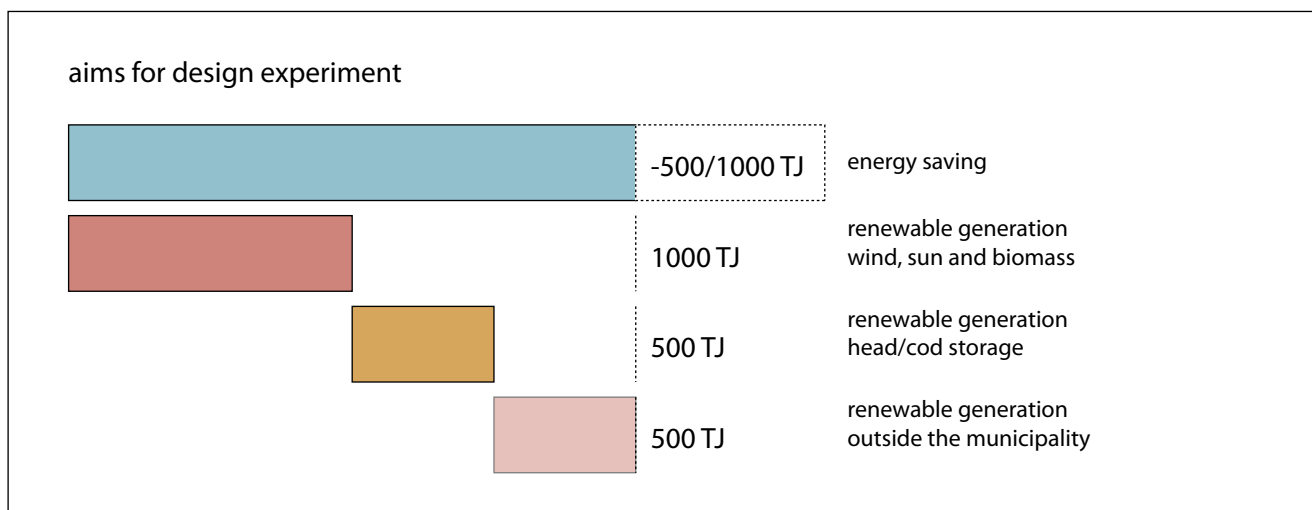 aims for design experiment
-500/1000 TJ
energy saving
1000 TJ
renewable generation
wind, sun and biomass
500 TJ
renewable generation
head/cod storage
500 TJ
renewable generation
outside the municipality